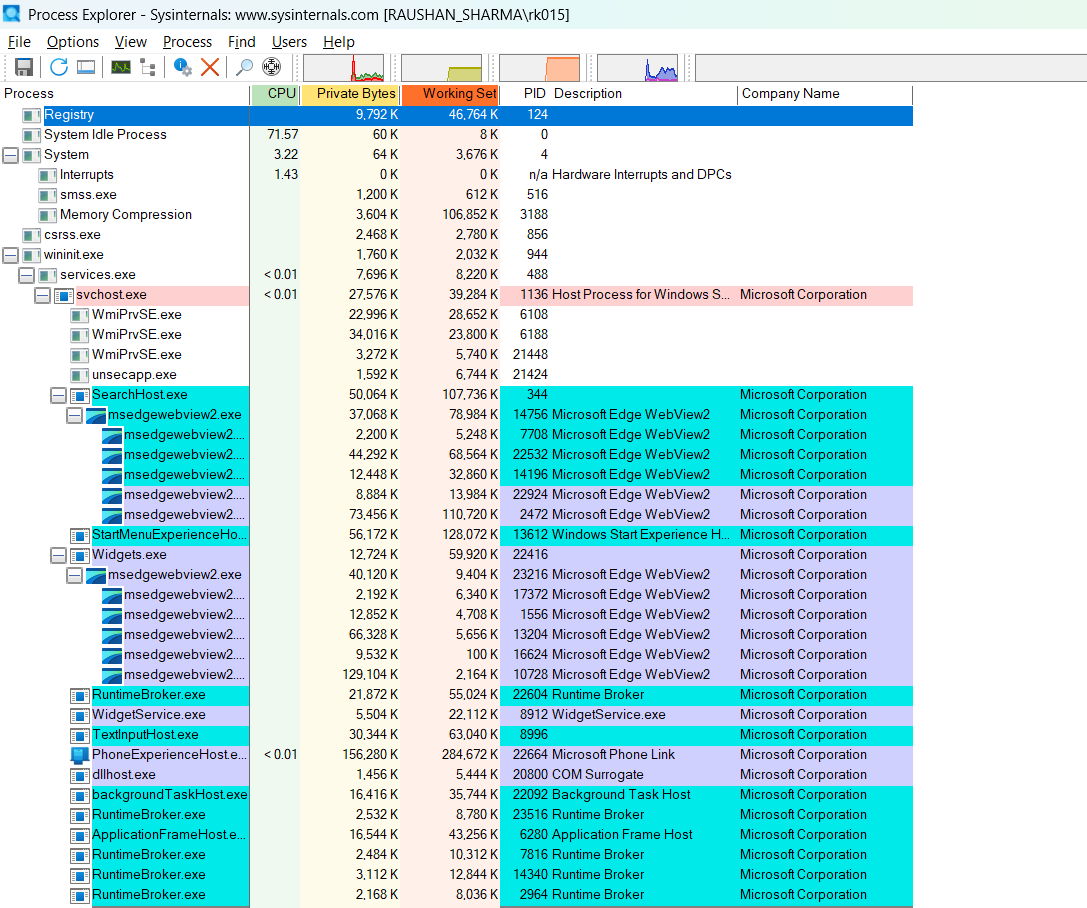 Process Explorer - Sysinternals: www.sysinternals.com [RAUSHAN_SHARMA\rk015]
File Options View Process Find Users Help
Process CPU Private Bytes Working Set PID Description Company Name
Registry 9,792 K 46,764 K 124
System Idle Process 71.57 60 K 8 K 0
System 3.22 64 K 3,676 K 4
Interrupts 1.43 0 K 0 K n/a Hardware Interrupts and DPCs
smss.exe 1,200 K 612 K 516
Memory Compression 3,604 K 106,852 K 3188
csrss.exe 2,468 K 2,780 K 856
wininit.exe 1,760 K 2,032 K 944
services.exe < 0.01 7,696 K 8,220 K 488
svchost.exe < 0.01 27,576 K 39,284 K 1136 Host Process for Windows S... Microsoft Corporation
WmiPrvSE.exe 22,996 K 28,652 K 6108
WmiPrvSE.exe 34,016 K 23,800 K 6188
WmiPrvSE.exe 3,272 K 5,740 K 21448
unsecapp.exe 1,592 K 6,744 K 21424
SearchHost.exe 50,064 K 107,736 K 344 Microsoft Corporation
msedgewebview2.exe 37,068 K 78,984 K 14756 Microsoft Edge WebView2 Microsoft Corporation
msedgewebview2.... 2,200 K 5,248 K 7708 Microsoft Edge WebView2 Microsoft Corporation
msedgewebview2.... 44,292 K 68,564 K 22532 Microsoft Edge WebView2 Microsoft Corporation
msedgewebview2.... 12,448 K 32,860 K 14196 Microsoft Edge WebView2 Microsoft Corporation
msedgewebview2.... 8,884 K 13,984 K 22924 Microsoft Edge WebView2 Microsoft Corporation
msedgewebview2.... 73,456 K 110,720 K 2472 Microsoft Edge WebView2 Microsoft Corporation
StartMenuExperienceHo... 56,172 K 128,072 K 13612 Windows Start Experience H... Microsoft Corporation
Widgets.exe 12,724 K 59,920 K 22416 Microsoft Corporation
msedgewebview2.exe 40,120 K 9,404 K 23216 Microsoft Edge WebView2 Microsoft Corporation
msedgewebview2.... 2,192 K 6,340 K 17372 Microsoft Edge WebView2 Microsoft Corporation
msedgewebview2.... 12,852 K 4,708 K 1556 Microsoft Edge WebView2 Microsoft Corporation
msedgewebview2.... 66,328 K 5,656 K 13204 Microsoft Edge WebView2 Microsoft Corporation
msedgewebview2.... 9,532 K 100 K 16624 Microsoft Edge WebView2 Microsoft Corporation
msedgewebview2.... 129,104 K 2,164 K 10728 Microsoft Edge WebView2 Microsoft Corporation
RuntimeBroker.exe 21,872 K 55,024 K 22604 Runtime Broker Microsoft Corporation
WidgetService.exe 5,504 K 22,112 K 8912 WidgetService.exe Microsoft Corporation
TextInputHost.exe 30,344 K 63,040 K 8996 Microsoft Corporation
PhoneExperienceHost.e... < 0.01 156,280 K 284,672 K 22664 Microsoft Phone Link Microsoft Corporation
dllhost.exe 1,456 K 5,444 K 20800 COM Surrogate Microsoft Corporation
backgroundTaskHost.exe 16,416 K 35,744 K 22092 Background Task Host Microsoft Corporation
RuntimeBroker.exe 2,532 K 8,780 K 23516 Runtime Broker Microsoft Corporation
ApplicationFrameHost.e... 16,544 K 43,256 K 6280 Application Frame Host Microsoft Corporation
RuntimeBroker.exe 2,484 K 10,312 K 7816 Runtime Broker Microsoft Corporation
RuntimeBroker.exe 3,112 K 12,844 K 14340 Runtime Broker Microsoft Corporation
RuntimeBroker.exe 2,168 K 8,036 K 2964 Runtime Broker Microsoft Corporation